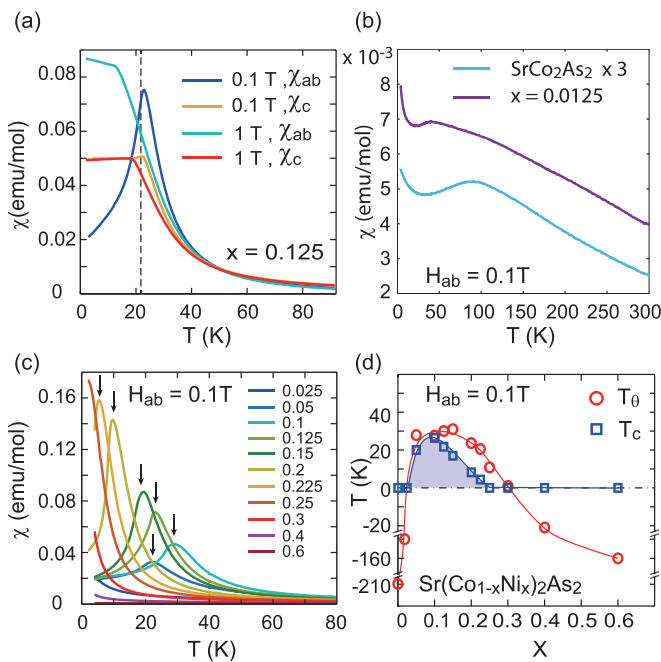 (a)
χ(emu/mol)
0.08
0.06
0.04
0.02
0
0.1 T , χab
0.1 T , χc
1 T , χab
1 T , χc
x = 0.125
0 20 40 60 80
T (K)
(b)
x 10-3
χ (emu/mol)
8
7
6
5
4
3
2
SrCo2As2 x 3
x = 0.0125
Hab = 0.1T
0 50 100 150 200 250 300
T (K)
(c)
χ (emu/mol)
0.16
0.12
0.08
0.04
0
Hab = 0.1T
0.025
0.05
0.1
0.125
0.15
0.2
0.225
0.25
0.3
0.4
0.6
0 20 40 60 80
T (K)
(d)
T (K)
40
20
0
-20
-160
-210
Hab = 0.1T
Tθ
Tc
Sr(Co1-xNix)2As2
0 0.1 0.2 0.3 0.4 0.5 0.6
X